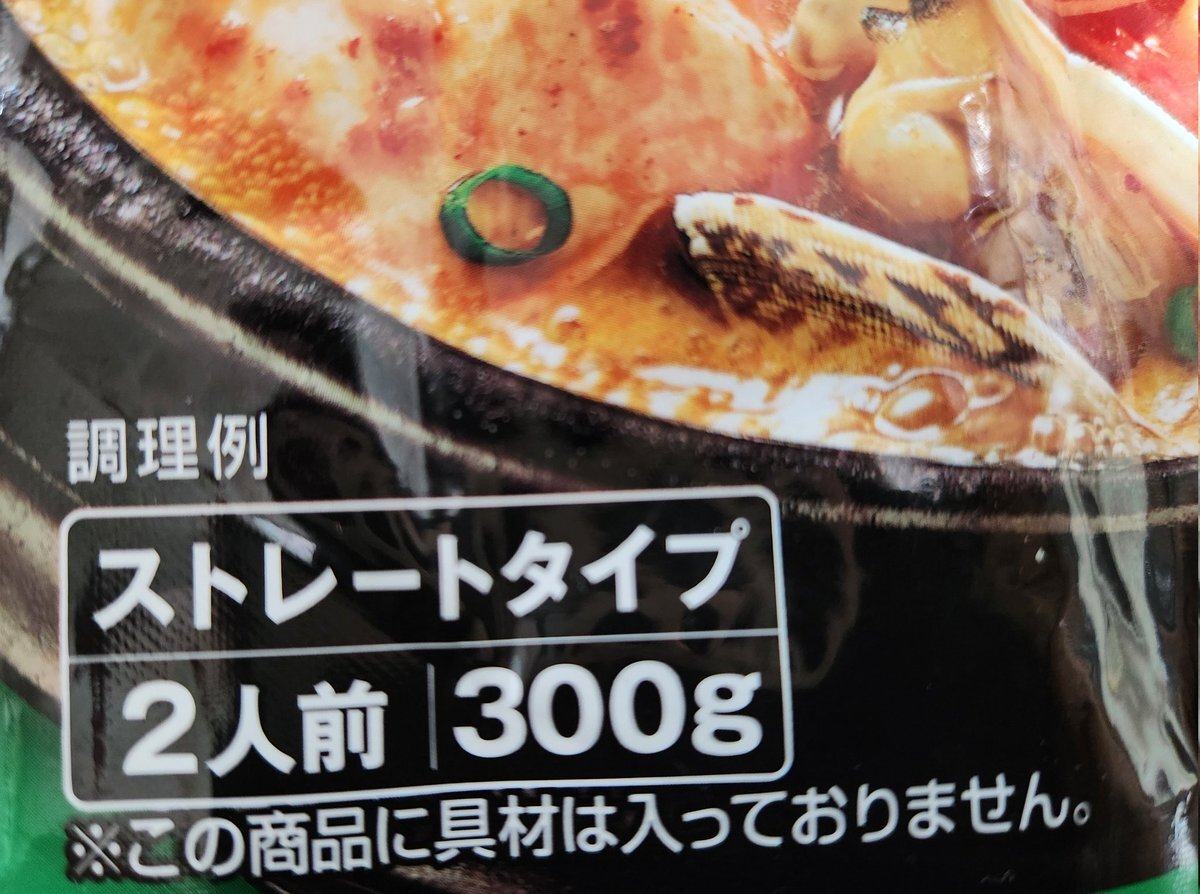 調理例
ストレートタイプ
2人前 300g
※この商品に具材は入っておりません。